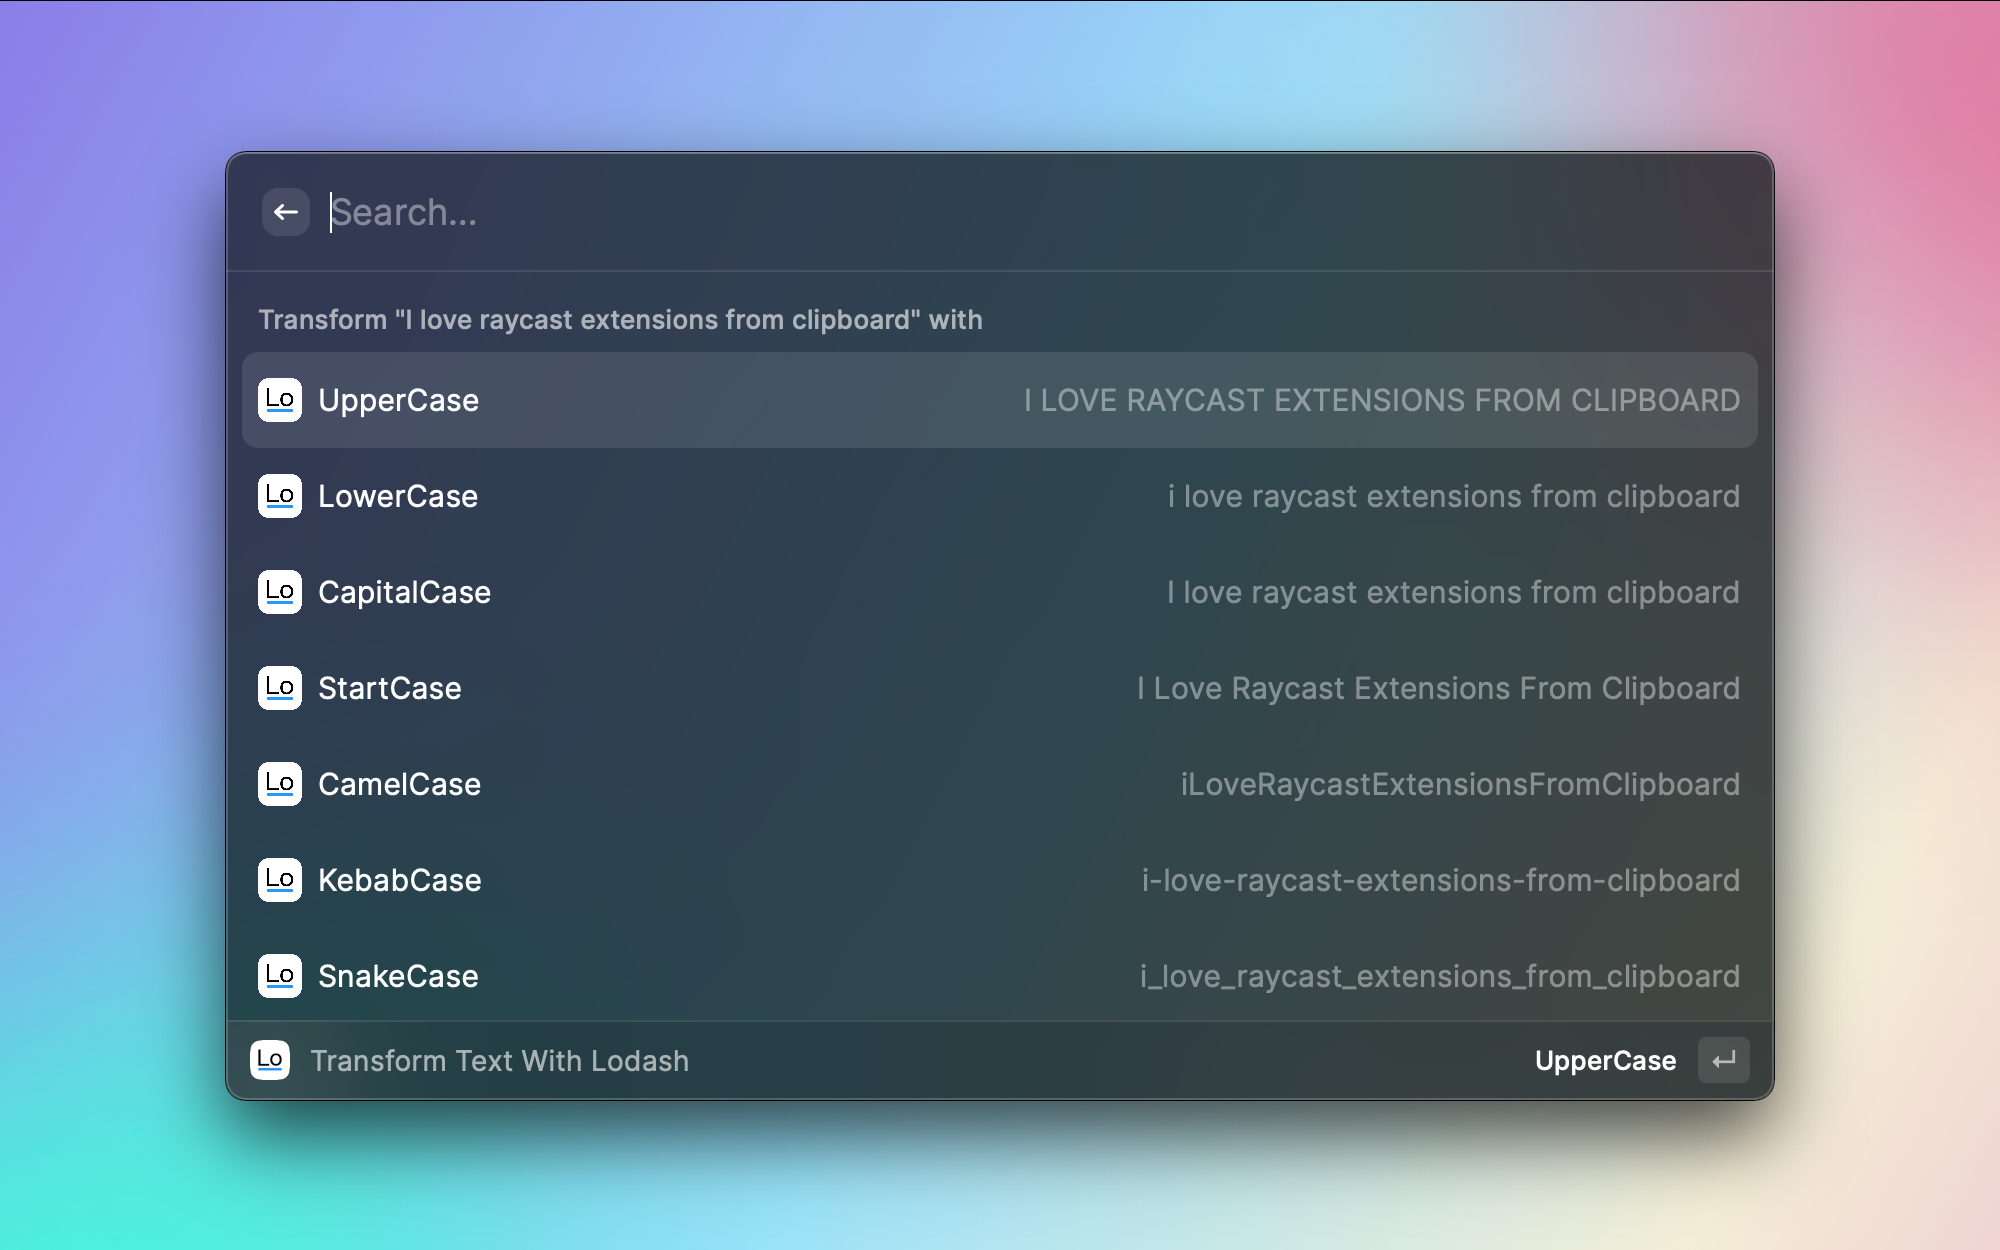 Search...
Transform "I love raycast extensions from clipboard" with
Lo UpperCase I LOVE RAYCAST EXTENSIONS FROM CLIPBOARD
Lo LowerCase i love raycast extensions from clipboard
Lo CapitalCase I love raycast extensions from clipboard
Lo StartCase I Love Raycast Extensions From Clipboard
Lo CamelCase iLoveRaycastExtensionsFromClipboard
Lo KebabCase i-love-raycast-extensions-from-clipboard
Lo SnakeCase i_love_raycast_extensions_from_clipboard
Lo Transform Text With Lodash UpperCase